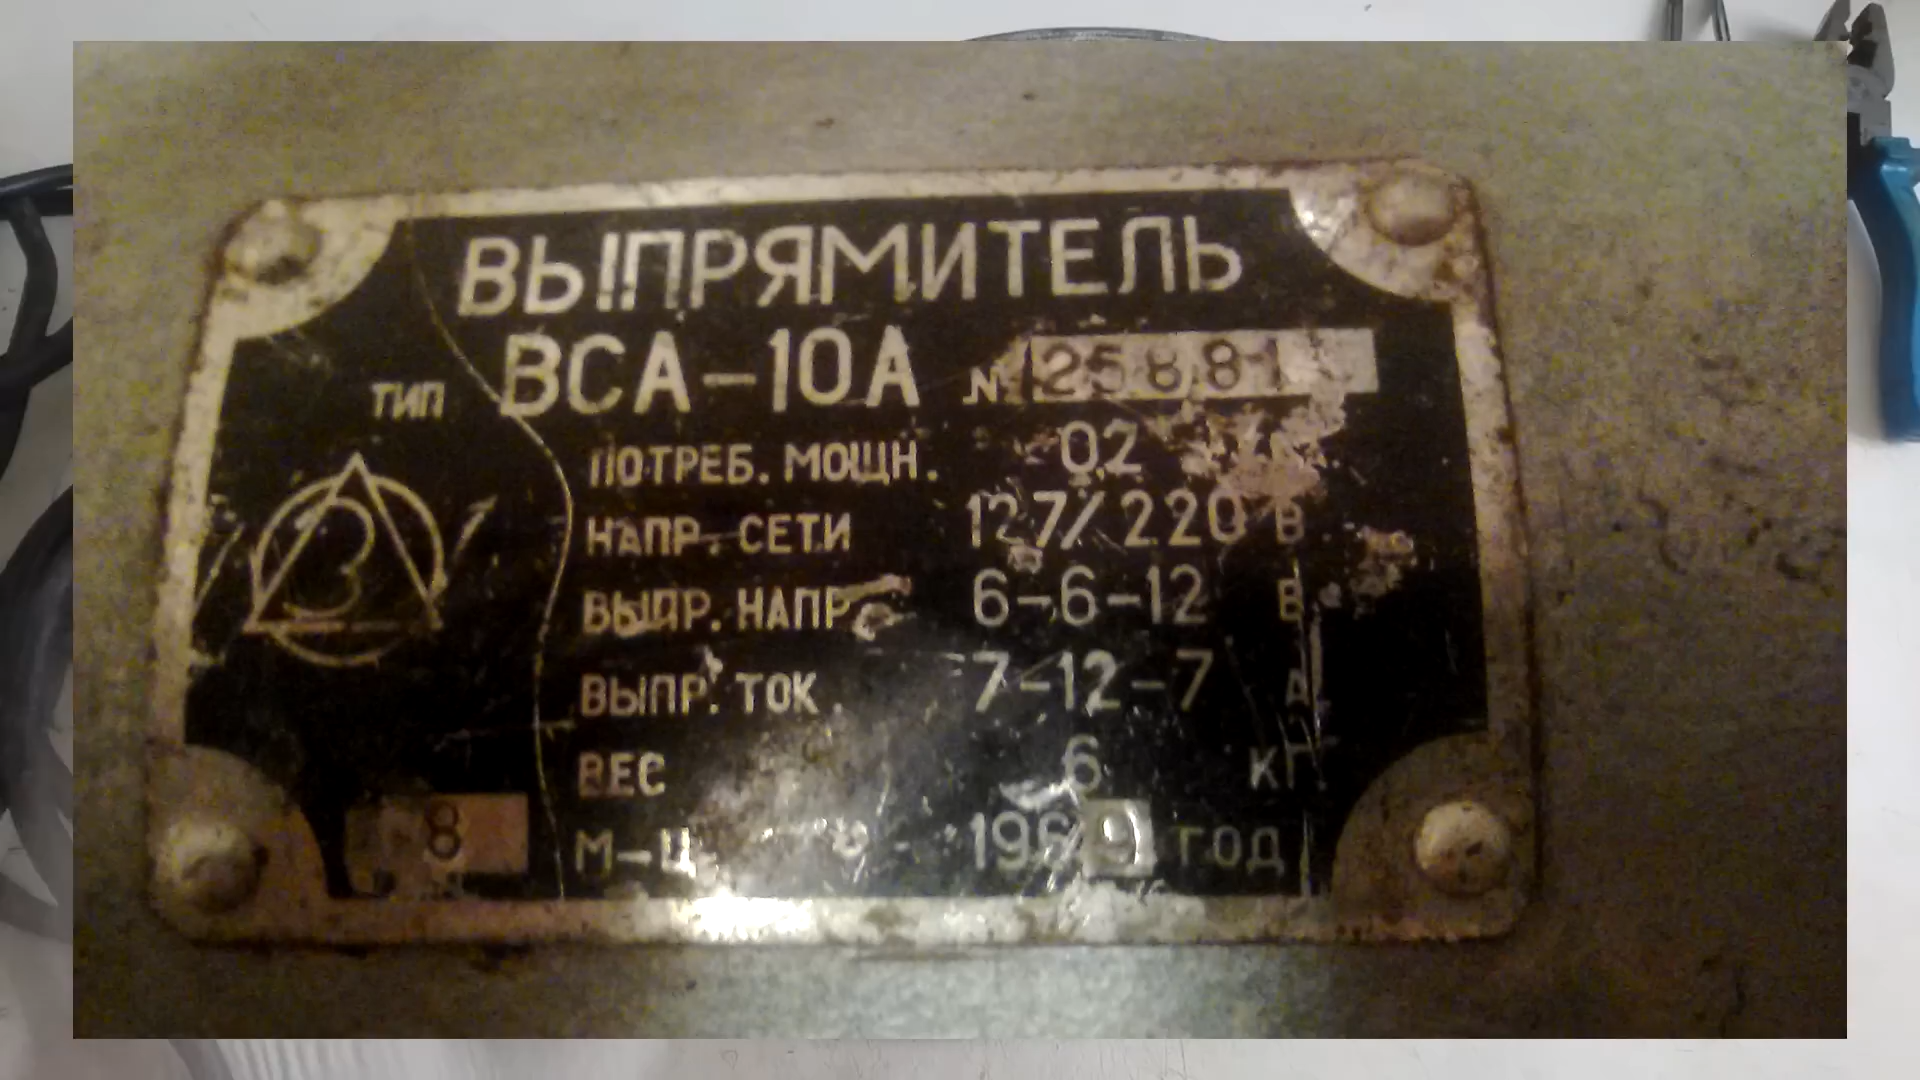 ВЫПРЯМИТЕЛЬ
ТИП ВСА-10А № 25881
ПОТРЕБ. МОЩН. 0,2
НАПР. СЕТИ 127/220 В
ВЫПР. НАПР. 6-6-12 В
ВЫПР. ТОК. 7-12-7 А
ВЕС 6 КГ.
8 М-Ц 1969 ГОД
З